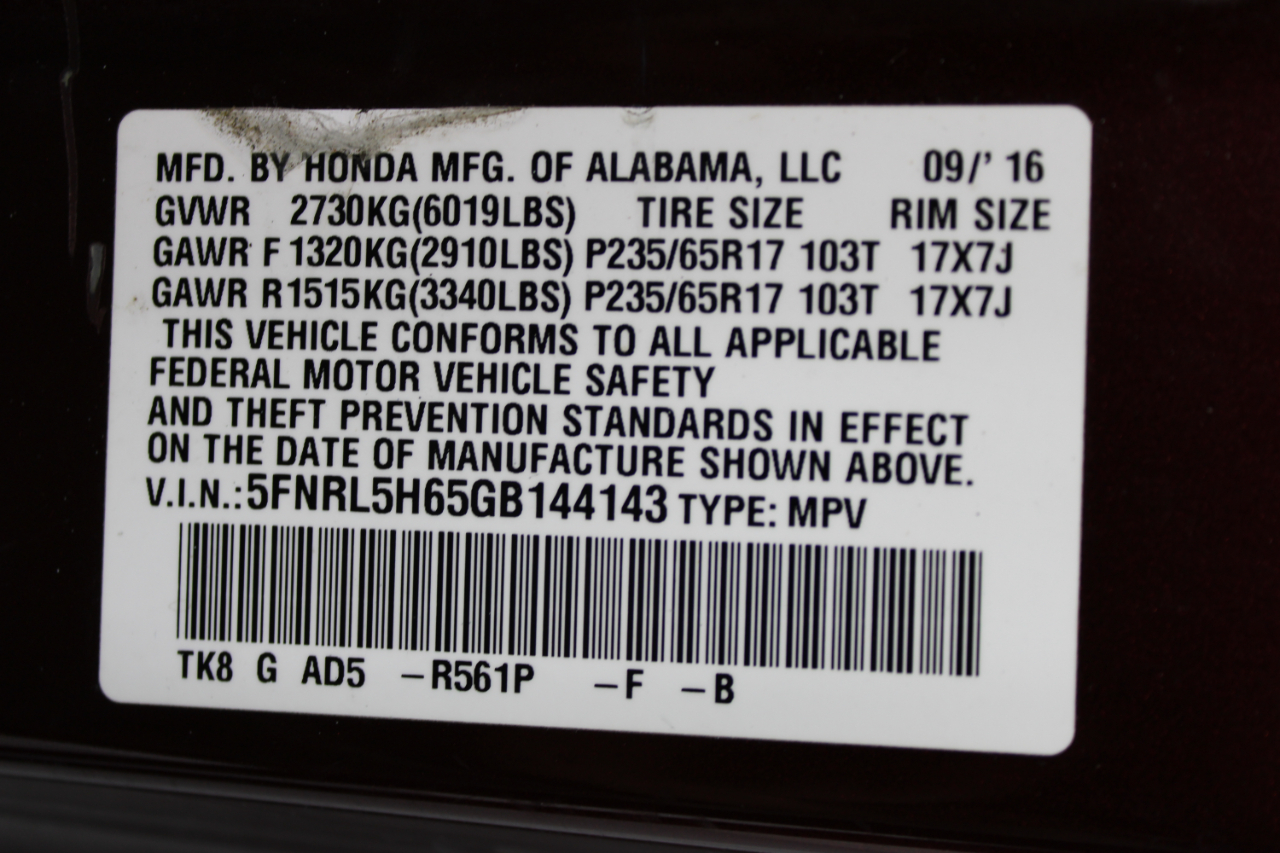 MFD. BY HONDA MFG. OF ALABAMA, LLC 09/' 16
GVWR 2730KG(6019LBS) TIRE SIZE RIM SIZE
GAWR F 1320KG(2910LBS) P235/65R17 103T 17X7J
GAWR R1515KG(3340LBS) P235/65R17 103T 17X7J
THIS VEHICLE CONFORMS TO ALL APPLICABLE
FEDERAL MOTOR VEHICLE SAFETY
AND THEFT PREVENTION STANDARDS IN EFFECT
ON THE DATE OF MANUFACTURE SHOWN ABOVE.
V.I.N.:5FNRL5H65GB144143 TYPE: MPV
TK8 G AD5 –R561P –F –B